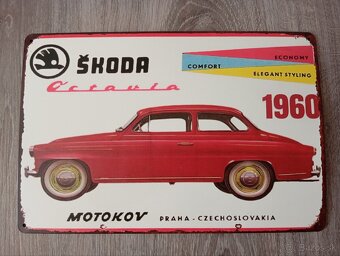 ŠKODA
Octavia
ECONOMY
COMFORT
ELEGANT STYLING
1960
MOTOKOV PRAHA - CZECHOSLOVAKIA